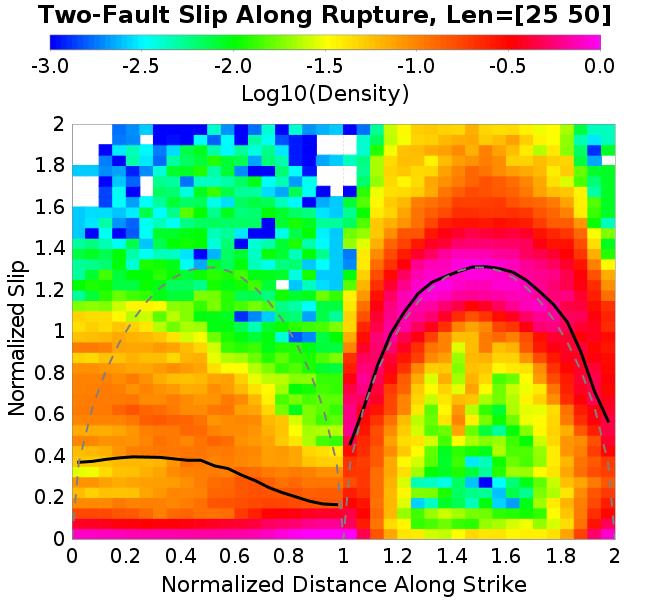 Two-Fault Slip Along Rupture, Len=[25 50]
-3.0 -2.5 -2.0 -1.5 -1.0 -0.5 0.0
Log10(Density)
2
1.8
1.6
1.4
1.2
1
0.8
0.6
0.4
0.2
0
Normalized Slip
0 0.2 0.4 0.6 0.8 1 1.2 1.4 1.6 1.8 2
Normalized Distance Along Strike